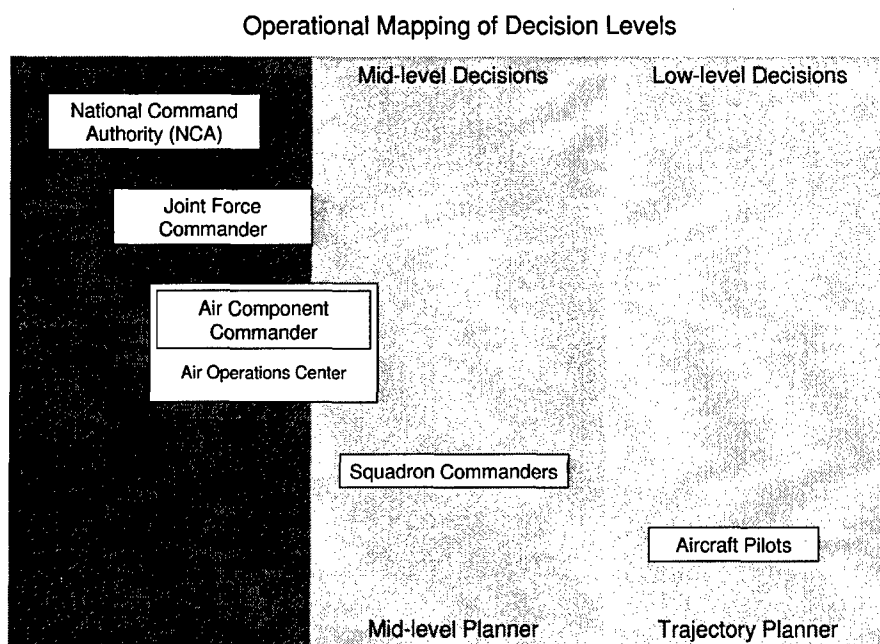 Operational Mapping of Decision Levels
Mid-level Decisions
Low-level Decisions
National Command
Authority (NCA)
Joint Force
Commander
Air Component
Commander
Air Operations Center
Squadron Commanders
Aircraft Pilots
Mid-level Planner
Trajectory Planner